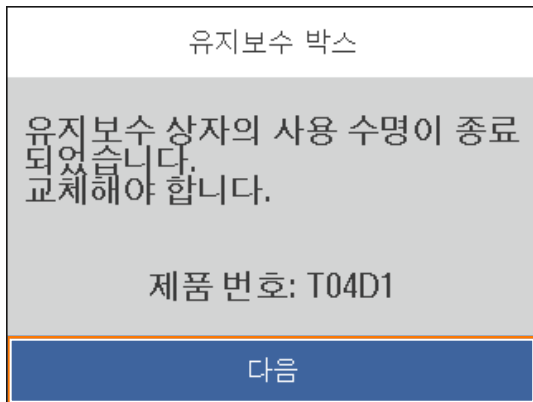 유지보수 박스
유지보수 상자의 사용 수명이 종료
되었습니다.
교체해야 합니다.
제품 번호: T04D1
다음